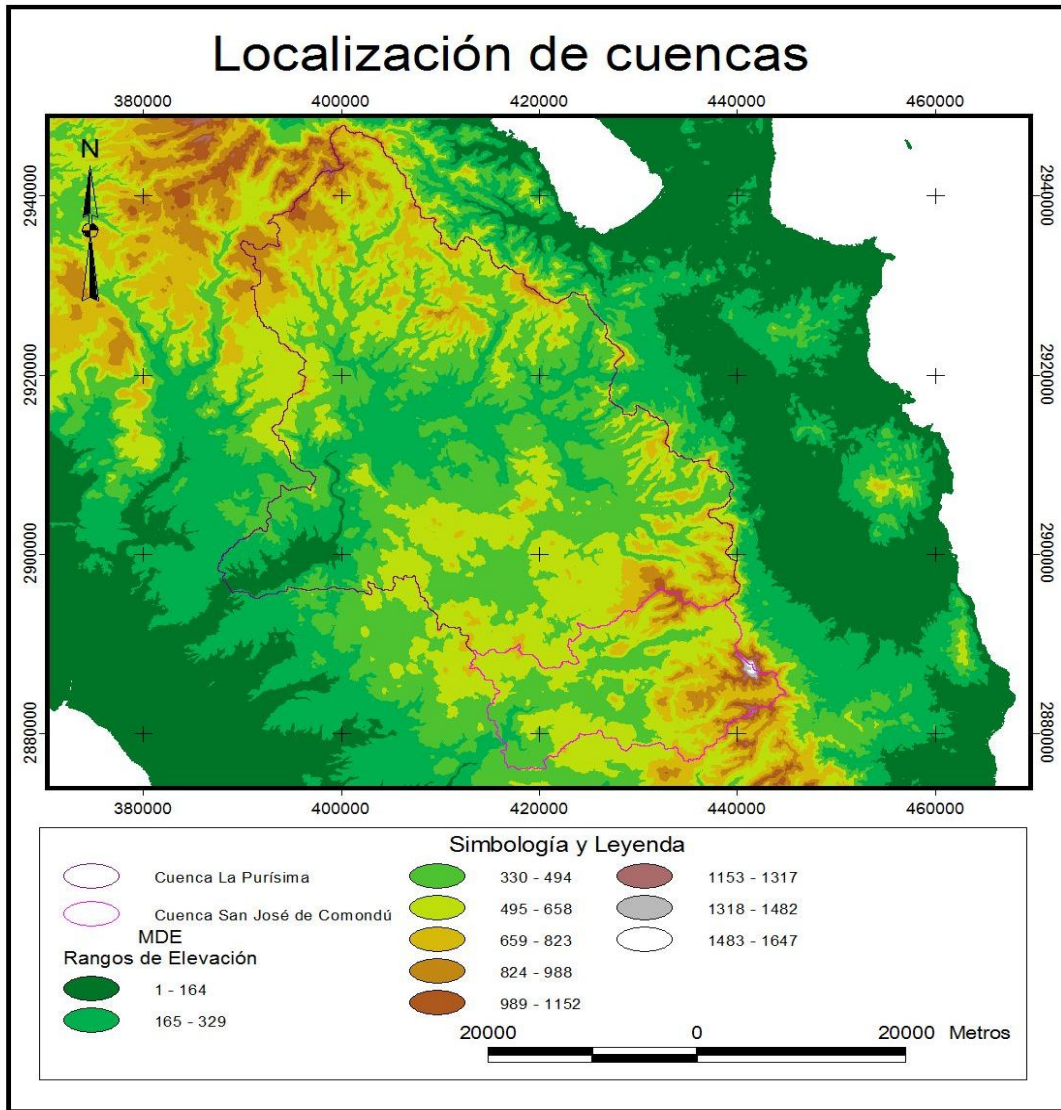 Localización de cuencas
380000 400000 420000 440000 460000
N
2940000 2940000
2920000 2920000
2900000 2900000
2880000 2880000
380000 400000 420000 440000 460000
Simbología y Leyenda
Cuenca La Purísima
Cuenca San José de Comondú
MDE
Rangos de Elevación
1 - 164
165 - 329
330 - 494
495 - 658
659 - 823
824 - 988
989 - 1152
1153 - 1317
1318 - 1482
1483 - 1647
20000 0 20000 Metros